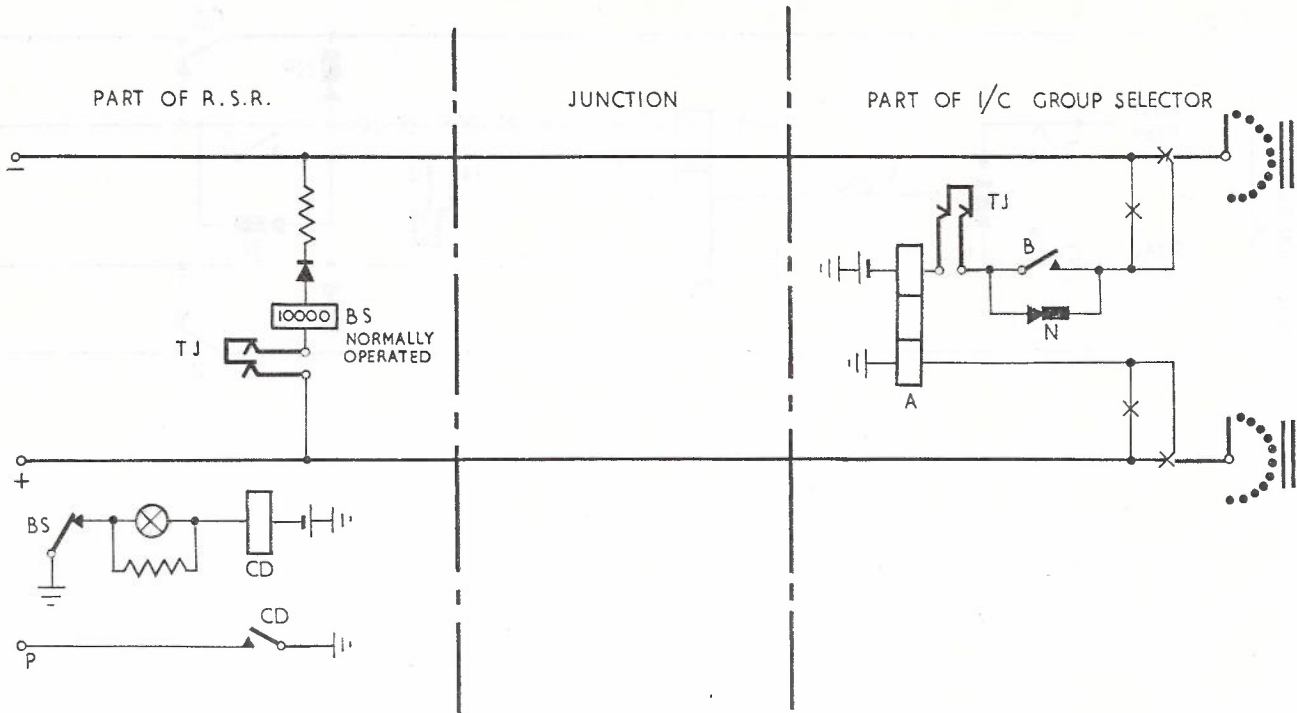 PART OF R.S.R.
JUNCTION
PART OF I/C GROUP SELECTOR
−
TJ
B
N
A
10000 BS
NORMALLY
OPERATED
TJ
+
BS
CD
CD
P